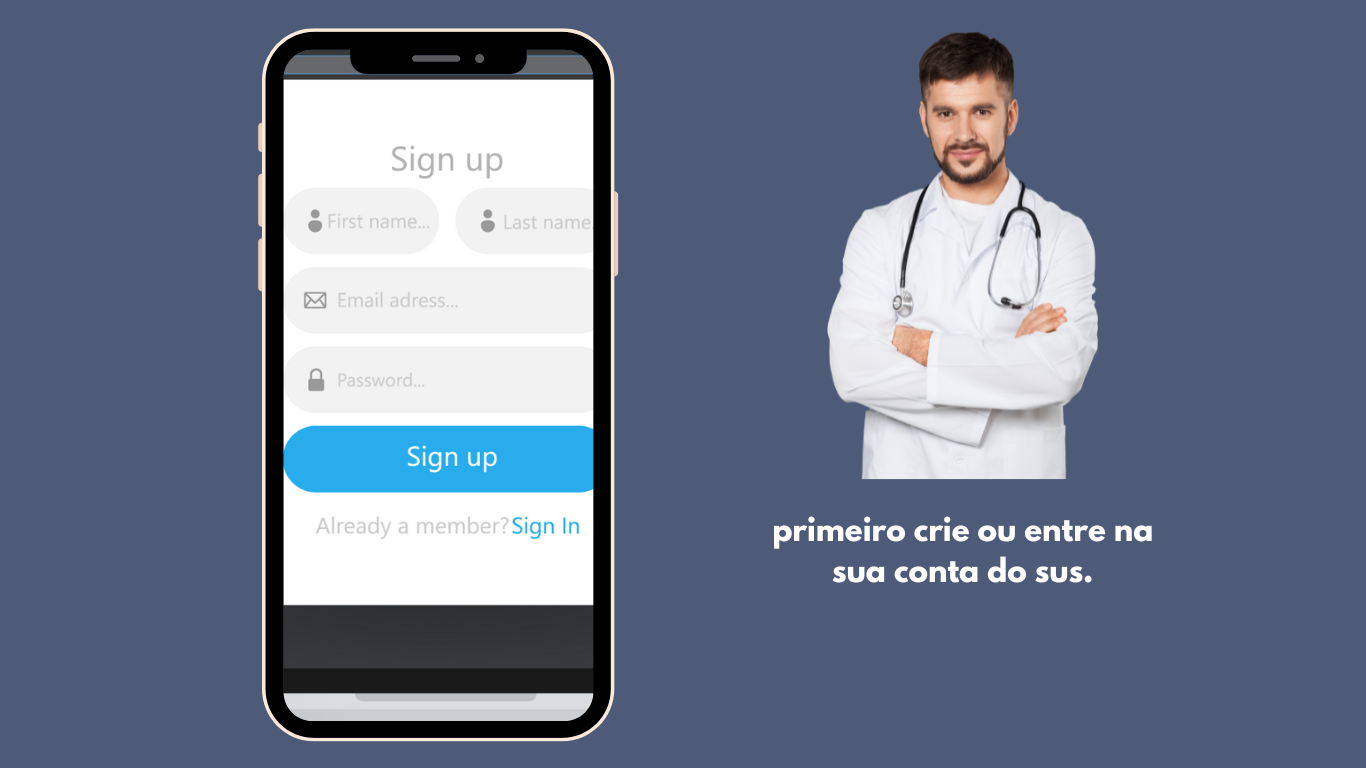 Sign up
First name...
Last name.
Email adress...
Password...
Sign up
Already a member? Sign In
primeiro crie ou entre na
sua conta do sus.